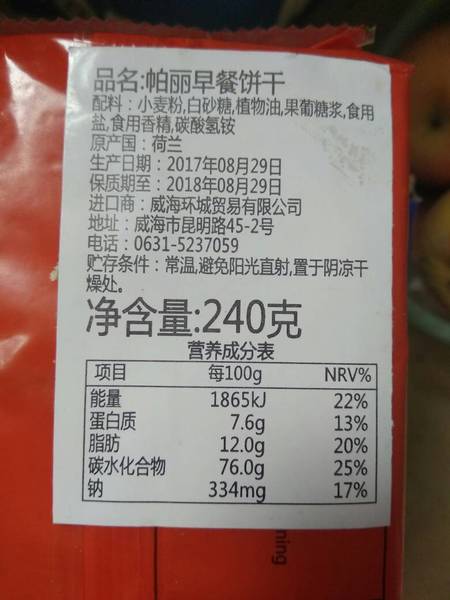 品名:帕丽早餐饼干
配料：小麦粉,白砂糖,植物油,果葡糖浆,食用
盐,食用香精,碳酸氢铵
原产国：荷兰
生产日期：2017年08月29日
保质期至：2018年08月29日
进口商：威海环城贸易有限公司
地址：威海市昆明路45-2号
电话：0631-5237059
贮存条件：常温,避免阳光直射,置于阴凉干
燥处。
净含量:240克
营养成分表
项目 每100g NRV%
能量 1865kJ 22%
蛋白质 7.6g 13%
脂肪 12.0g 20%
碳水化合物 76.0g 25%
钠 334mg 17%
ning